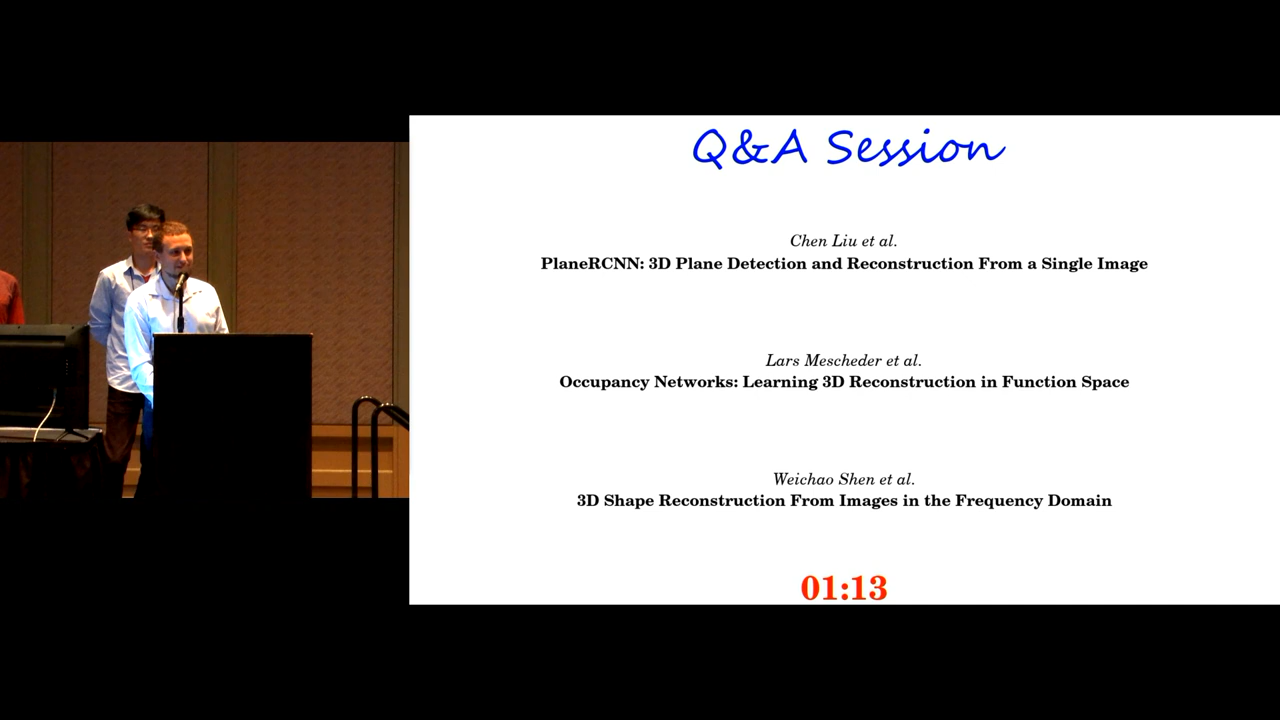 Q&A Session
Chen Liu et al.
PlaneRCNN: 3D Plane Detection and Reconstruction From a Single Image
Lars Mescheder et al.
Occupancy Networks: Learning 3D Reconstruction in Function Space
Weichao Shen et al.
3D Shape Reconstruction From Images in the Frequency Domain
01:13